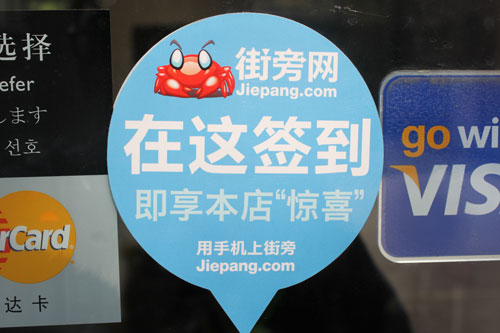 选择
efer
します
선호
erCard
达卡
街旁网
Jiepang.com
在这签到
即享本店“惊喜”
用手机上街旁
Jiepang.com
go wi
VIS